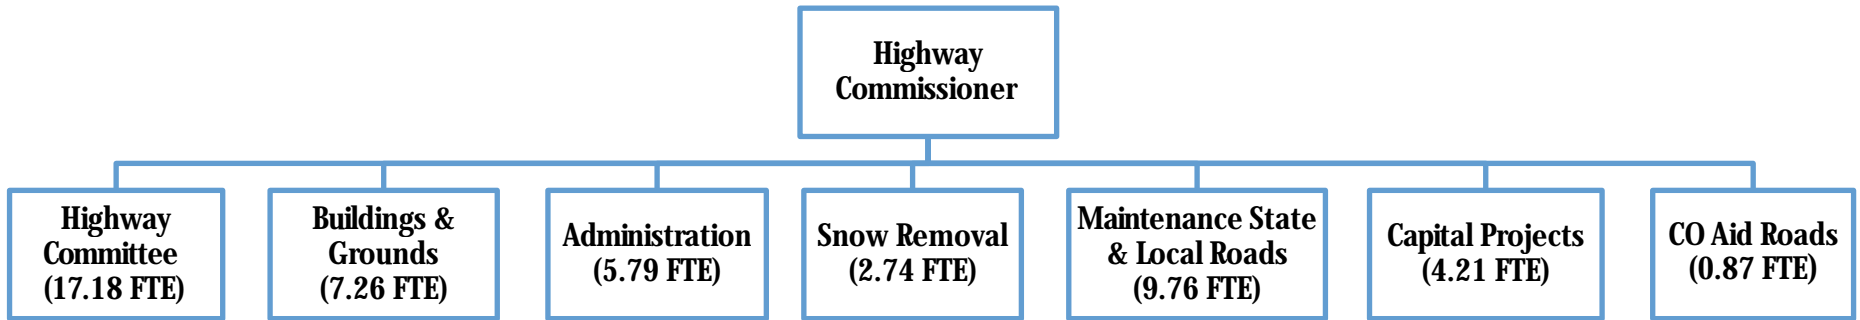 Highway
Commissioner
Highway
Committee
(17.18 FTE)
Buildings &
Grounds
(7.26 FTE)
Administration
(5.79 FTE)
Snow Removal
(2.74 FTE)
Maintenance State
& Local Roads
(9.76 FTE)
Capital Projects
(4.21 FTE)
CO Aid Roads
(0.87 FTE)